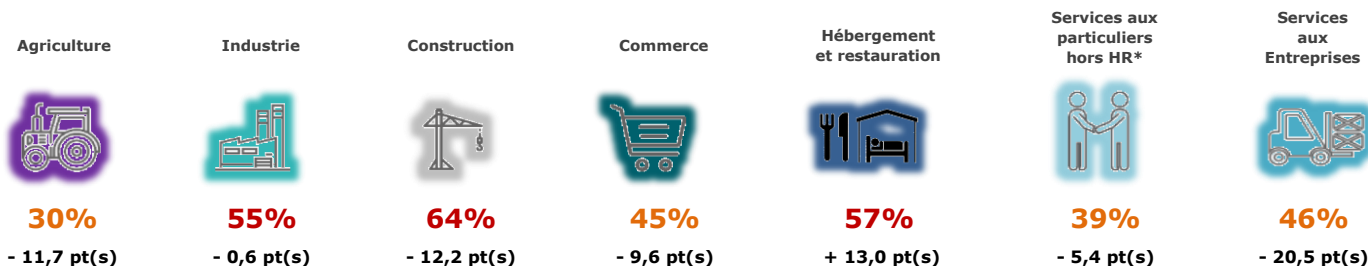 Agriculture
Industrie
Construction
Commerce
Hébergement
et restauration
Services aux
particuliers
hors HR*
Services
aux
Entreprises
30%
55%
64%
45%
57%
39%
46%
- 11,7 pt(s)
- 0,6 pt(s)
- 12,2 pt(s)
- 9,6 pt(s)
+ 13,0 pt(s)
- 5,4 pt(s)
- 20,5 pt(s)